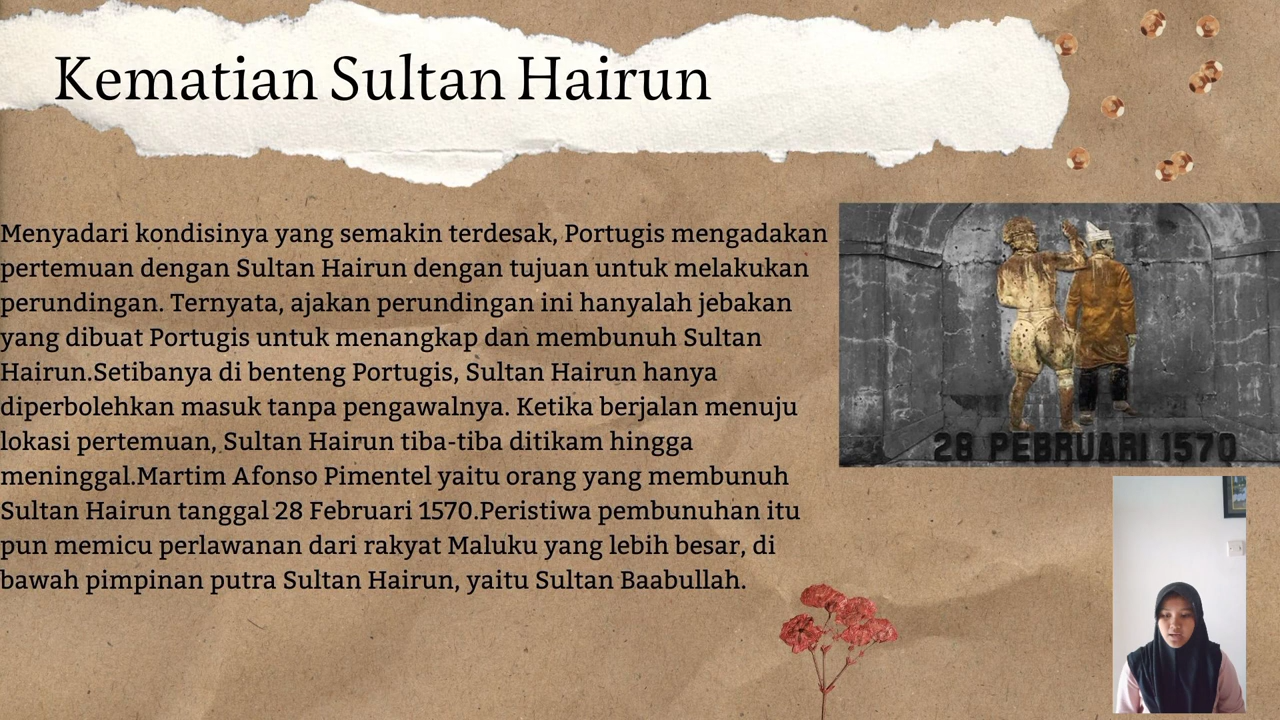 Kematian Sultan Hairun
Menyadari kondisinya yang semakin terdesak, Portugis mengadakan
pertemuan dengan Sultan Hairun dengan tujuan untuk melakukan
perundingan. Ternyata, ajakan perundingan ini hanyalah jebakan
yang dibuat Portugis untuk menangkap dan membunuh Sultan
Hairun.Setibanya di benteng Portugis, Sultan Hairun hanya
diperbolehkan masuk tanpa pengawalnya. Ketika berjalan menuju
lokasi pertemuan, Sultan Hairun tiba-tiba ditikam hingga
meninggal.Martim Afonso Pimentel yaitu orang yang membunuh
Sultan Hairun tanggal 28 Februari 1570.Peristiwa pembunuhan itu
pun memicu perlawanan dari rakyat Maluku yang lebih besar, di
bawah pimpinan putra Sultan Hairun, yaitu Sultan Baabullah.
28 PEBRUARI 1570